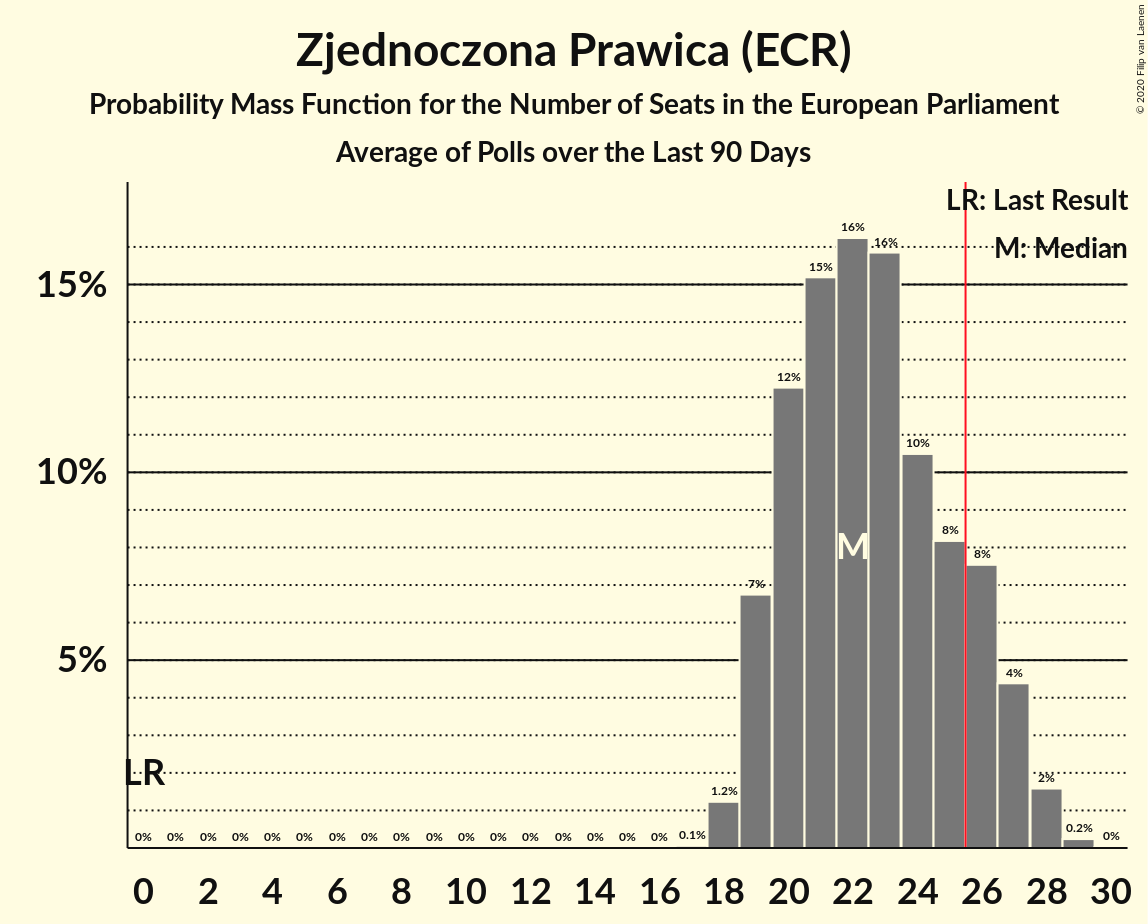 Zjednoczona Prawica (ECR)
Probability Mass Function for the Number of Seats in the European Parliament
Average of Polls over the Last 90 Days
© 2020 Filip van Laenen
LR: Last Result
M: Median
15%
10%
5%
LR
M
0% 0% 0% 0% 0% 0% 0% 0% 0% 0% 0% 0% 0% 0% 0% 0% 0% 0.1% 1.2% 7% 12% 15% 16% 16% 10% 8% 8% 4% 2% 0.2% 0%
0 2 4 6 8 10 12 14 16 18 20 22 24 26 28 30